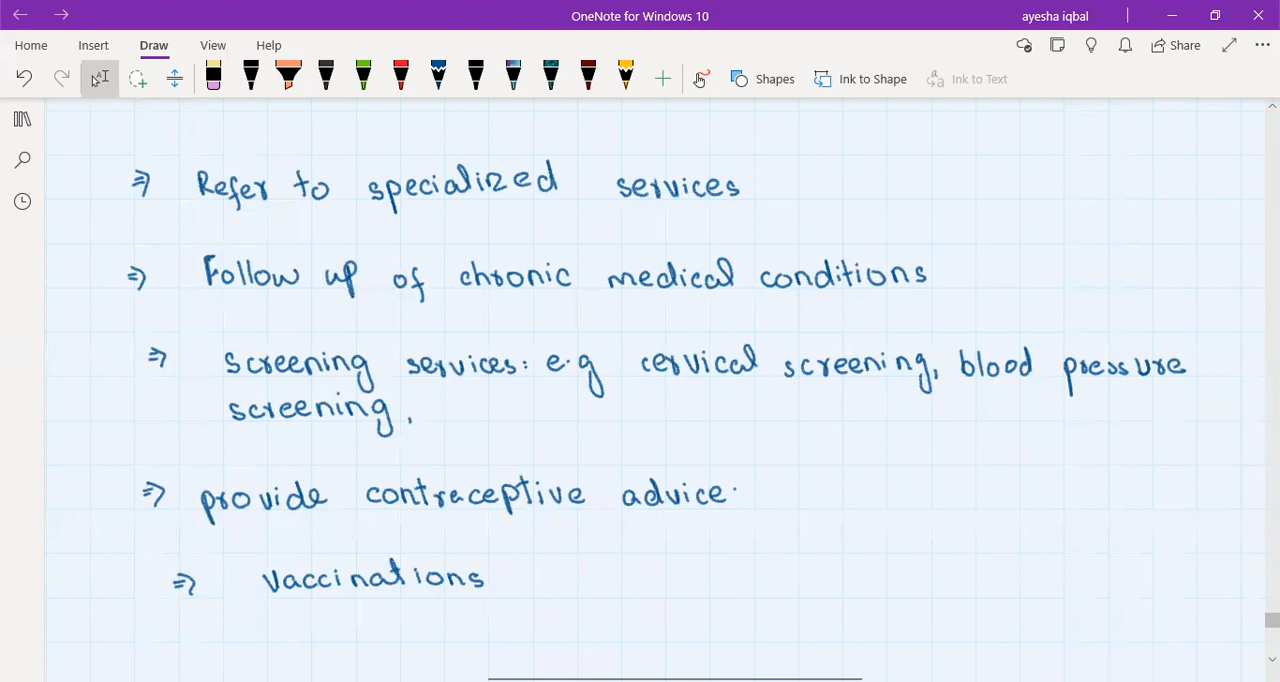 OneNote for Windows 10
ayesha iqbal
Home Insert Draw View Help
Share
Shapes Ink to Shape Ink to Text
⇒ Refer to specialized services
⇒ Follow up of chronic medical conditions
⇒ screening services: e.g cervical screening, blood pressure
screening.
⇒ provide contraceptive advice.
⇒ vaccinations